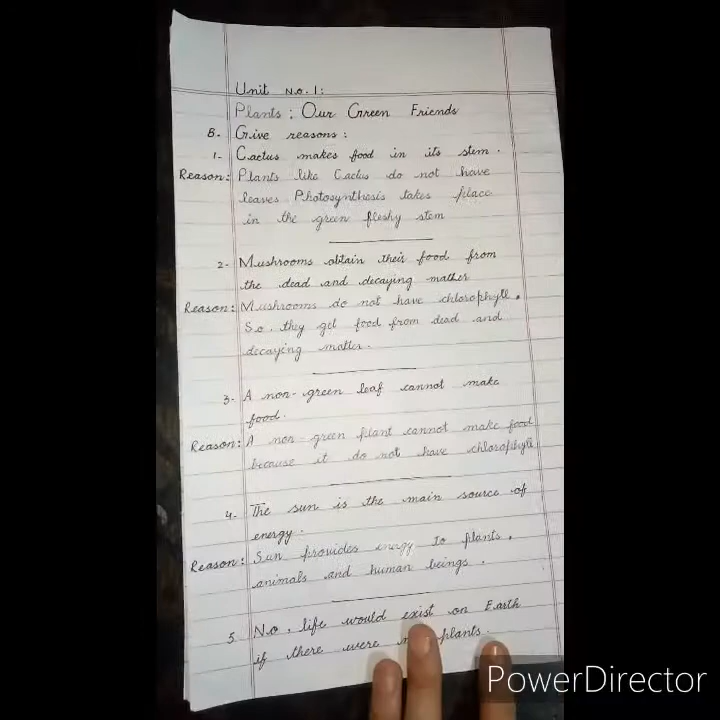 Unit No. 1:
Plants : Our Green Friends
B. Give reasons :
1- Cactus makes food in its stem.
Reason: Plants like Cactus do not have
leaves Photosynthesis takes place
in the green fleshy stem
2- Mushrooms obtain their food from
the dead and decaying matter
Reason: Mushrooms do not have chlorophyll.
So, they get food from dead and
decaying matter.
3- A non-green leaf cannot make
food.
Reason: A non-green plant cannot make food
because it do not have chlorophyll
4- The sun is the main source of
energy.
Reason: Sun provides energy to plants,
animals and human beings.
5. No, life would exist on Earth
if there were plants.
PowerDirector